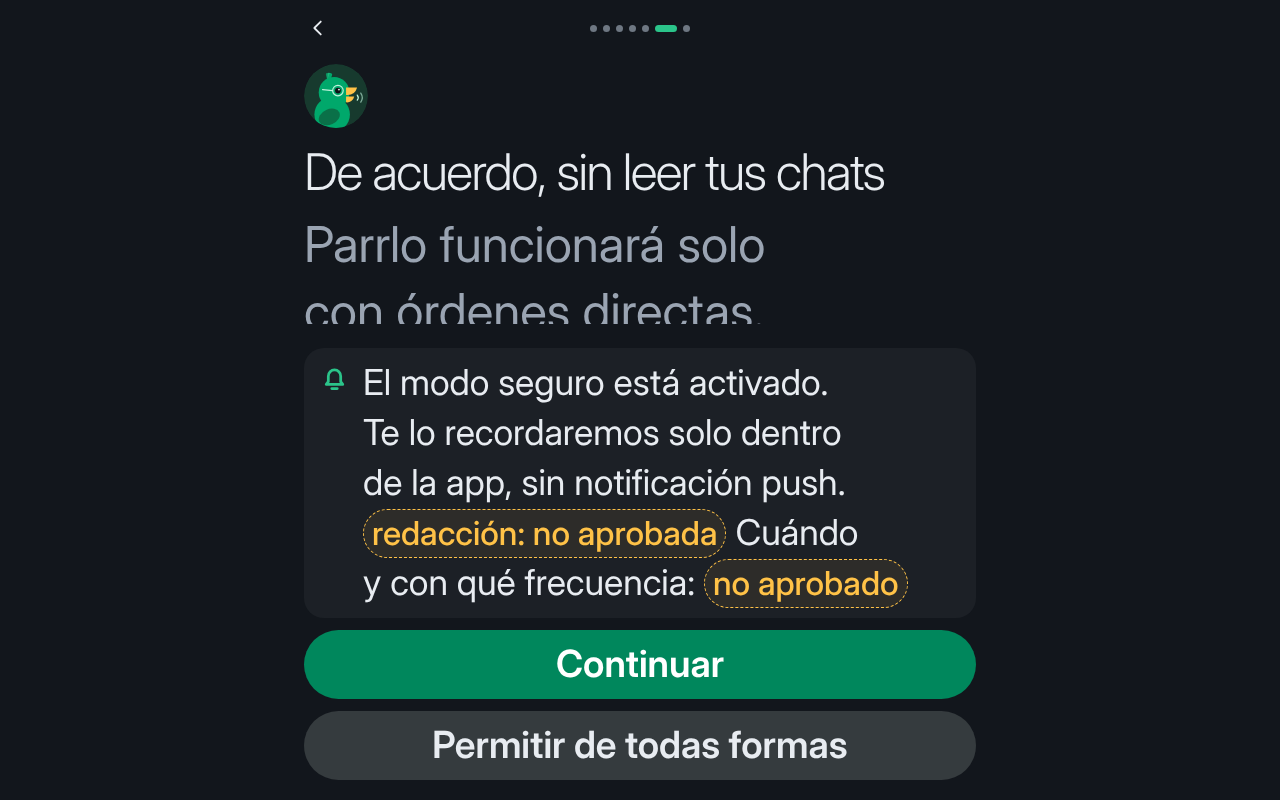 De acuerdo, sin leer tus chats
Parrlo funcionará solo
con órdenes directas.
El modo seguro está activado.
Te lo recordaremos solo dentro
de la app, sin notificación push.
redacción: no aprobada Cuándo
y con qué frecuencia: no aprobado
Continuar
Permitir de todas formas